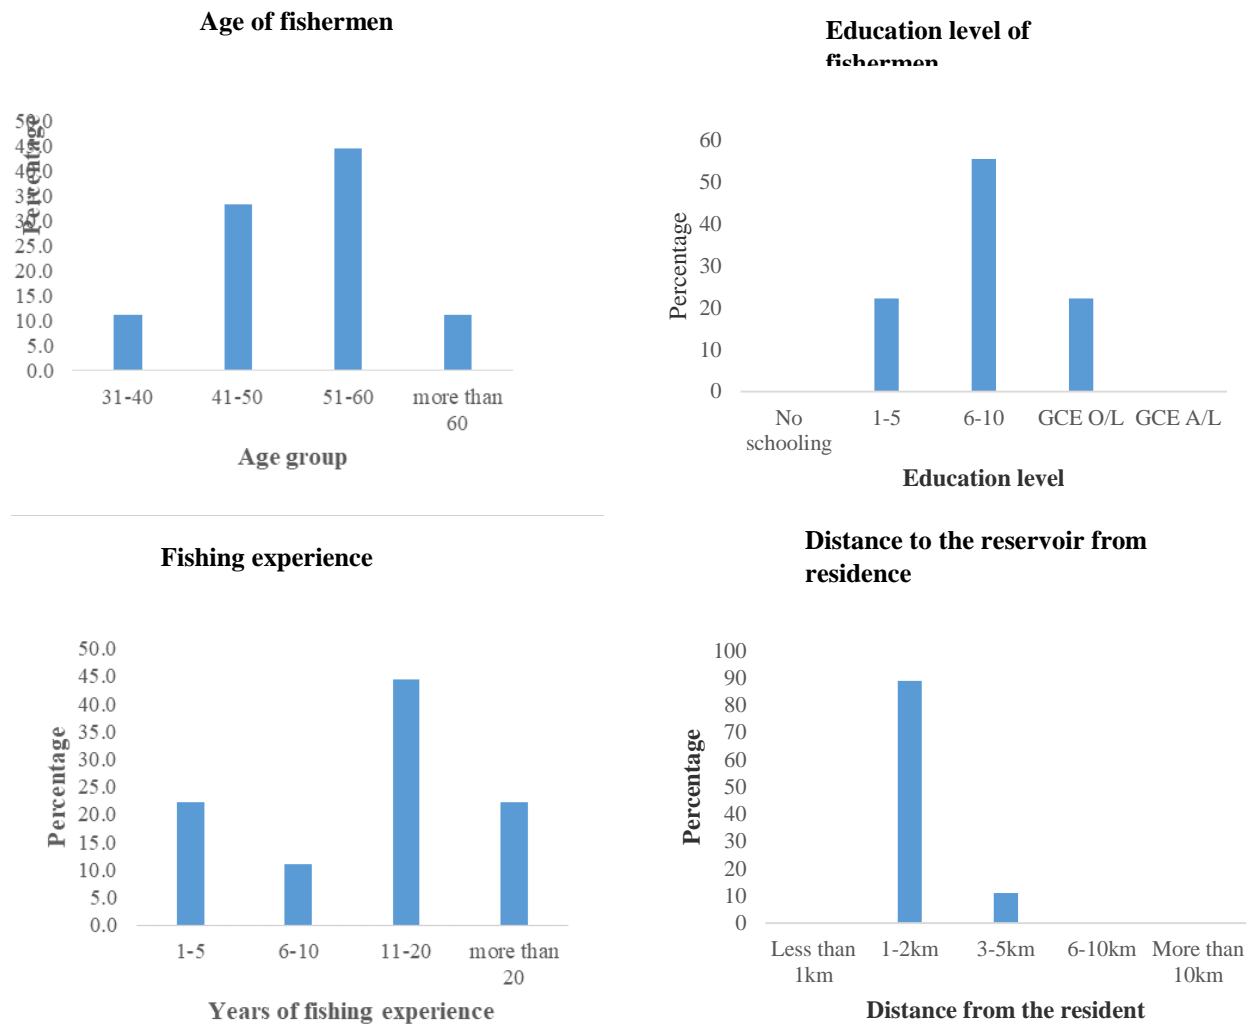 Age of fishermen
50.0
45.0
40.0
35.0
30.0
25.0
20.0
15.0
10.0
5.0
0.0
Percentage
31-40
41-50
51-60
more than
60
Age group
Education level of
fishermen
60
50
40
30
20
10
0
Percentage
No
schooling
1-5
6-10
GCE O/L
GCE A/L
Education level
Fishing experience
50.0
45.0
40.0
35.0
30.0
25.0
20.0
15.0
10.0
5.0
0.0
Percentage
1-5
6-10
11-20
more than
20
Years of fishing experience
Distance to the reservoir from
residence
100
90
80
70
60
50
40
30
20
10
0
Percentage
Less than
1km
1-2km
3-5km
6-10km
More than
10km
Distance from the resident